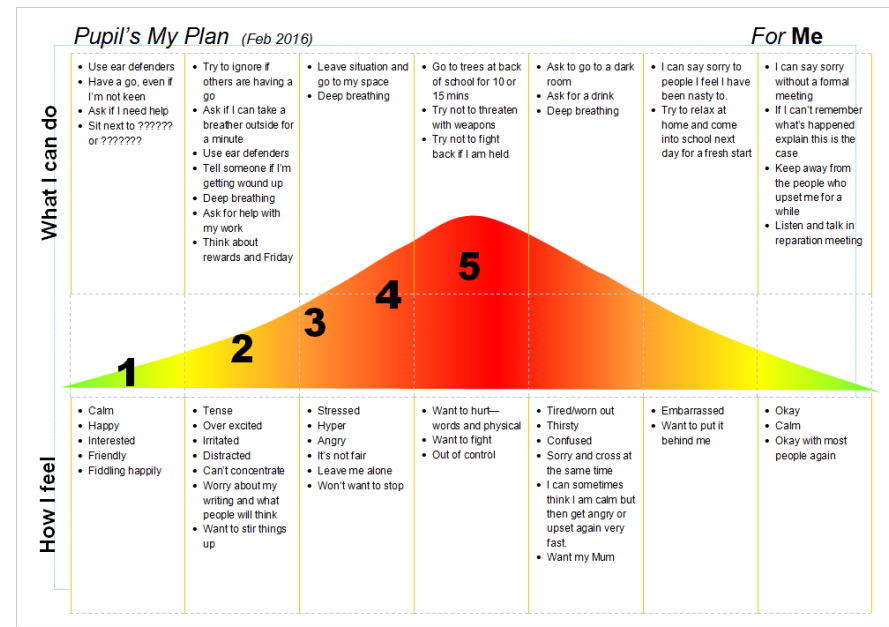 Pupil's My Plan (Feb 2016)
For Me
What I can do
• Use ear defenders
• Have a go, even if
I'm not keen
• Ask if I need help
• Sit next to ??????
or ???????
• Try to ignore if
others are having a
go
• Ask if I can take a
breather outside for
a minute
• Use ear defenders
• Tell someone if I'm
getting wound up
• Deep breathing
• Ask for help with
my work
• Think about
rewards and Friday
• Leave situation and
go to my space
• Deep breathing
• Go to trees at back
of school for 10 or
15 mins
• Try not to threaten
with weapons
• Try not to fight
back if I am held
• Ask to go to a dark
room
• Ask for a drink
• Deep breathing
• I can say sorry to
people I feel I have
been nasty to.
• Try to relax at
home and come
into school next
day for a fresh start
• I can say sorry
without a formal
meeting
• If I can't remember
what's happened
explain this is the
case
• Keep away from
the people who
upset me for a
while
• Listen and talk in
reparation meeting
1
2
3
4
5
How I feel
• Calm
• Happy
• Interested
• Friendly
• Fiddling happily
• Tense
• Over excited
• Irritated
• Distracted
• Can't concentrate
• Worry about my
writing and what
people will think
• Want to stir things
up
• Stressed
• Hyper
• Angry
• It's not fair
• Leave me alone
• Won't want to stop
• Want to hurt—
words and physical
• Want to fight
• Out of control
• Tired/worn out
• Thirsty
• Confused
• Sorry and cross at
the same time
• I can sometimes
think I am calm but
then get angry or
upset again very
fast.
• Want my Mum
• Embarrassed
• Want to put it
behind me
• Okay
• Calm
• Okay with most
people again